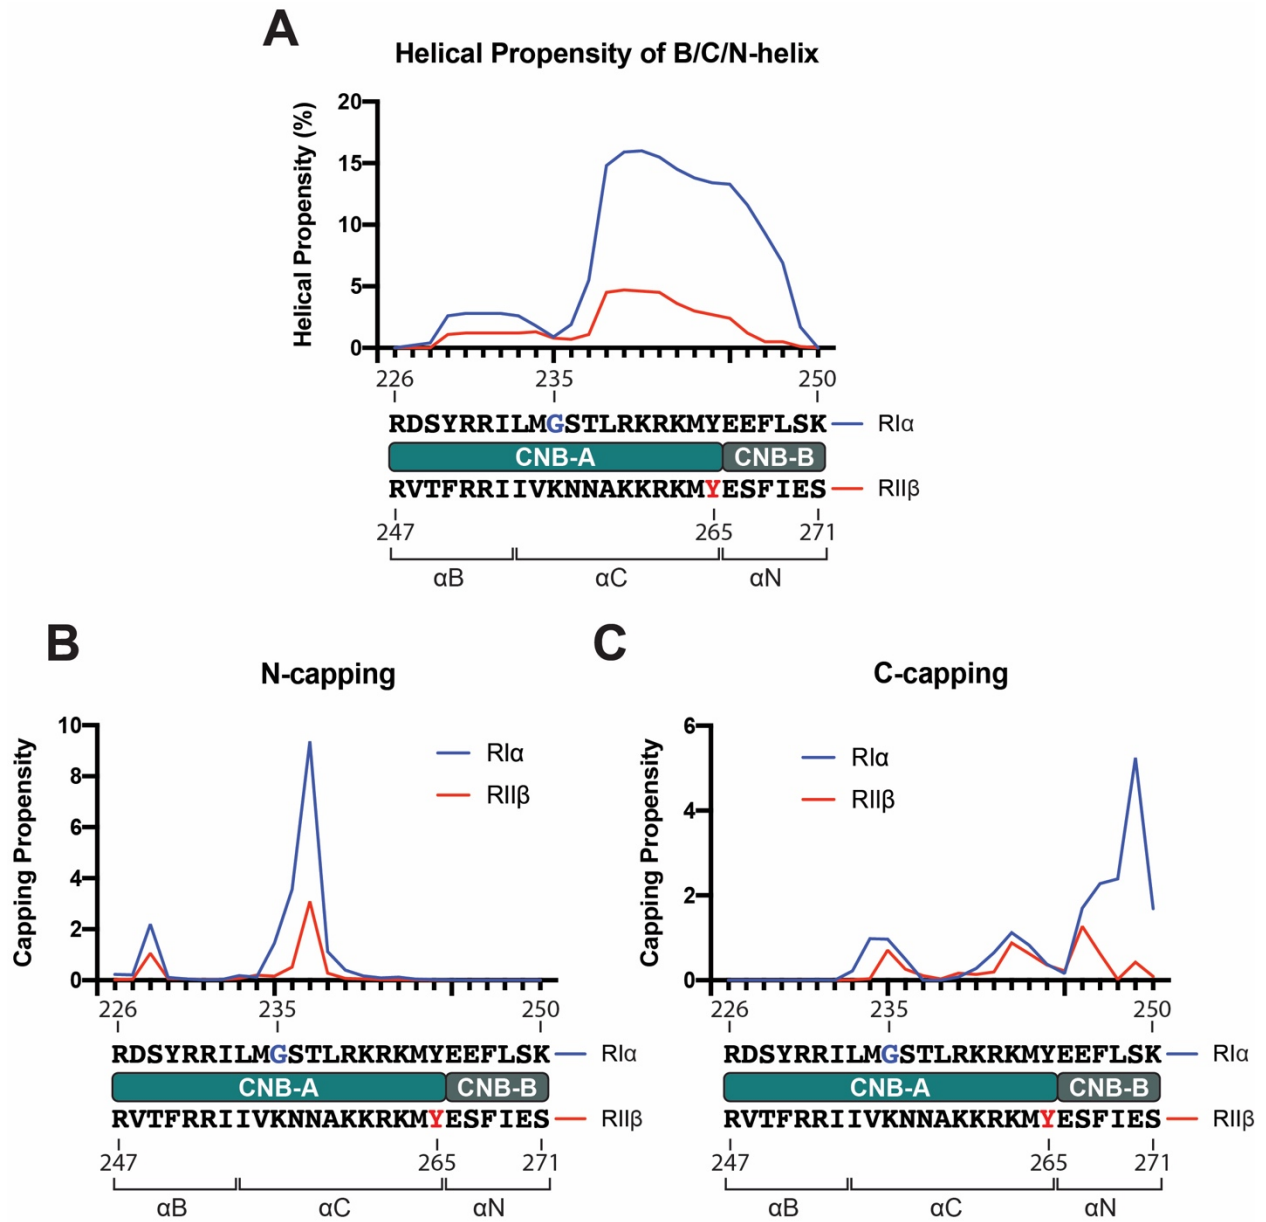 A
Helical Propensity of B/C/N-helix
Helical Propensity (%)
20
15
10
5
0
226 235 250
RDSYRRILMGSTLRKRKMYEEFLSK RIα
CNB-A CNB-B
RVTFRRIIVKNNAKKRKMYESFIES RIIβ
247 265 271
αB αC αN
B
N-capping
Capping Propensity
10
8
6
4
2
0
RIα
RIIβ
226 235 250
RDSYRRILMGSTLRKRKMYEEFLSK RIα
CNB-A CNB-B
RVTFRRIIVKNNAKKRKMYESFIES RIIβ
247 265 271
αB αC αN
C
C-capping
Capping Propensity
6
4
2
0
RIα
RIIβ
226 235 250
RDSYRRILMGSTLRKRKMYEEFLSK RIα
CNB-A CNB-B
RVTFRRIIVKNNAKKRKMYESFIES RIIβ
247 265 271
αB αC αN